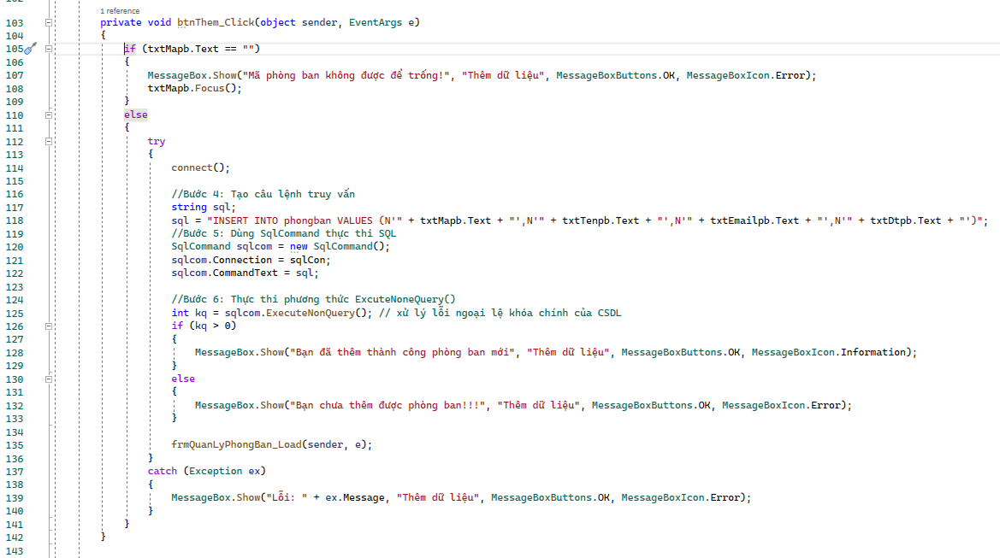 1 reference
103 private void btnThem_Click(object sender, EventArgs e)
104 {
105 if (txtMapb.Text == "")
106 {
107 MessageBox.Show("Mã phòng ban không được để trống!", "Thêm dữ liệu", MessageBoxButtons.OK, MessageBoxIcon.Error);
108 txtMapb.Focus();
109 }
110 else
111 {
112 try
113 {
114 connect();
115
116 //Bước 4: Tạo câu lệnh truy vấn
117 string sql;
118 sql = "INSERT INTO phongban VALUES (N'" + txtMapb.Text + "',N'" + txtTenpb.Text + "',N'" + txtEmailpb.Text + "',N'" + txtDtpb.Text + "')";
119 //Bước 5: Dùng SqlCommand thực thi SQL
120 SqlCommand sqlcom = new SqlCommand();
121 sqlcom.Connection = sqlCon;
122 sqlcom.CommandText = sql;
123
124 //Bước 6: Thực thi phương thức ExcuteNoneQuery()
125 int kq = sqlcom.ExecuteNonQuery(); // xử lý lỗi ngoại lệ khóa chính của CSDL
126 if (kq > 0)
127 {
128 MessageBox.Show("Bạn đã thêm thành công phòng ban mới", "Thêm dữ liệu", MessageBoxButtons.OK, MessageBoxIcon.Information);
129 }
130 else
131 {
132 MessageBox.Show("Bạn chưa thêm được phòng ban!!!", "Thêm dữ liệu", MessageBoxButtons.OK, MessageBoxIcon.Error);
133 }
134
135 frmQuanLyPhongBan_Load(sender, e);
136 }
137 catch (Exception ex)
138 {
139 MessageBox.Show("Lỗi: " + ex.Message, "Thêm dữ liệu", MessageBoxButtons.OK, MessageBoxIcon.Error);
140 }
141 }
142 }
143